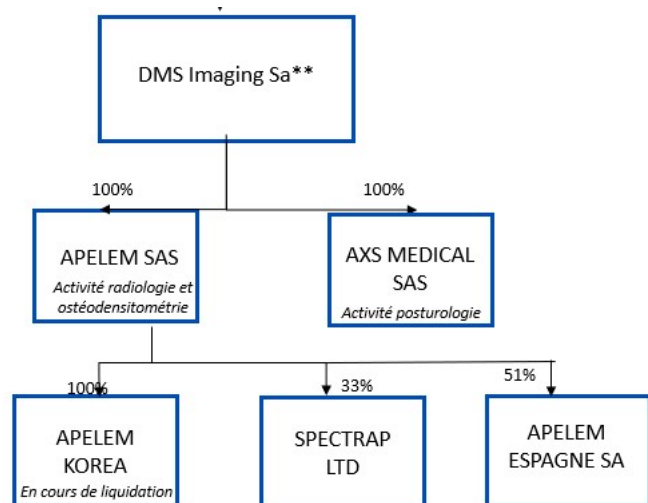 DMS Imaging Sa**
100%
100%
APELEM SAS
Activité radiologie et
ostéodensitométrie
AXS MEDICAL
SAS
Activité posturologie
100%
33%
51%
APELEM
KOREA
En cours de liquidation
SPECTRAP
LTD
APELEM
ESPAGNE SA